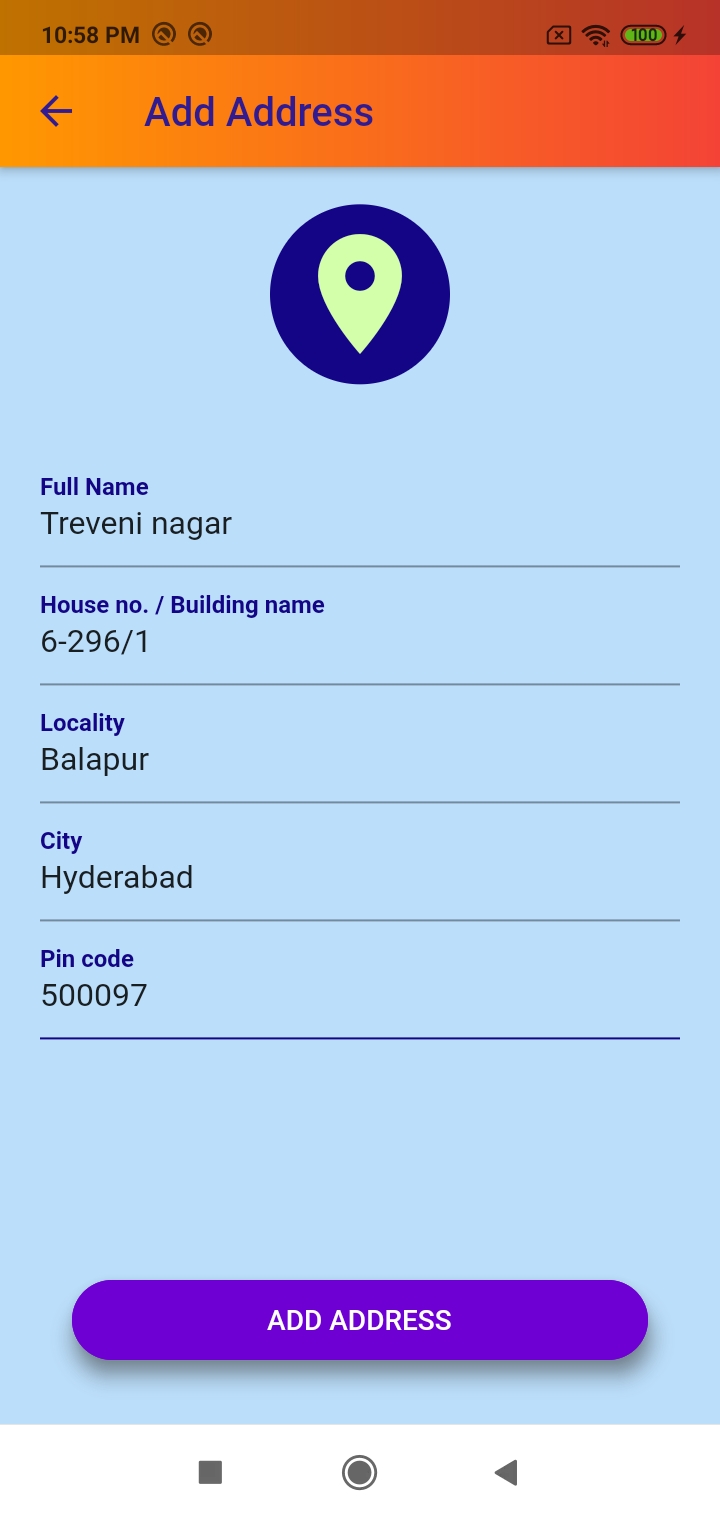 10:58 PM
100
Add Address
Full Name
Treveni nagar
House no. / Building name
6-296/1
Locality
Balapur
City
Hyderabad
Pin code
500097
ADD ADDRESS